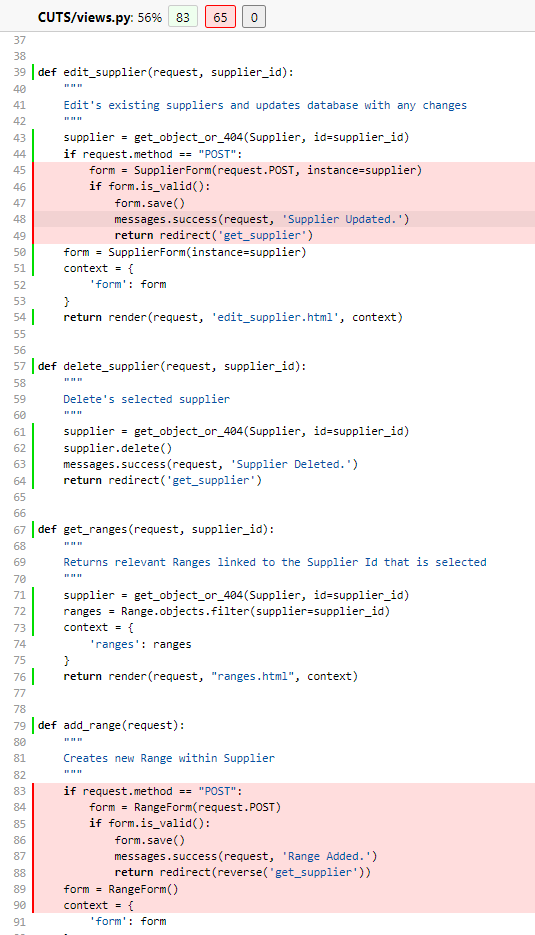 CUTS/views.py: 56% 83 65 0
37
38
39 def edit_supplier(request, supplier_id):
40 """
41 Edit's existing suppliers and updates database with any changes
42 """
43 supplier = get_object_or_404(Supplier, id=supplier_id)
44 if request.method == "POST":
45 form = SupplierForm(request.POST, instance=supplier)
46 if form.is_valid():
47 form.save()
48 messages.success(request, 'Supplier Updated.')
49 return redirect('get_supplier')
50 form = SupplierForm(instance=supplier)
51 context = {
52 'form': form
53 }
54 return render(request, 'edit_supplier.html', context)
55
56
57 def delete_supplier(request, supplier_id):
58 """
59 Delete's selected supplier
60 """
61 supplier = get_object_or_404(Supplier, id=supplier_id)
62 supplier.delete()
63 messages.success(request, 'Supplier Deleted.')
64 return redirect('get_supplier')
65
66
67 def get_ranges(request, supplier_id):
68 """
69 Returns relevant Ranges linked to the Supplier Id that is selected
70 """
71 supplier = get_object_or_404(Supplier, id=supplier_id)
72 ranges = Range.objects.filter(supplier=supplier_id)
73 context = {
74 'ranges': ranges
75 }
76 return render(request, "ranges.html", context)
77
78
79 def add_range(request):
80 """
81 Creates new Range within Supplier
82 """
83 if request.method == "POST":
84 form = RangeForm(request.POST)
85 if form.is_valid():
86 form.save()
87 messages.success(request, 'Range Added.')
88 return redirect(reverse('get_supplier'))
89 form = RangeForm()
90 context = {
91 'form': form